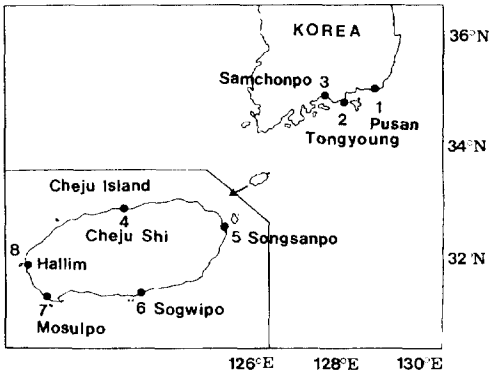 KOREA
36°N
Samchonpo 3
2
1
Pusan
Tongyoung
34°N
Cheju Island
4
Cheju Shi
5 Songsanpo
8
Hallim
32°N
7
6 Sogwipo
Mosulpo
126°E 128°E 130°E